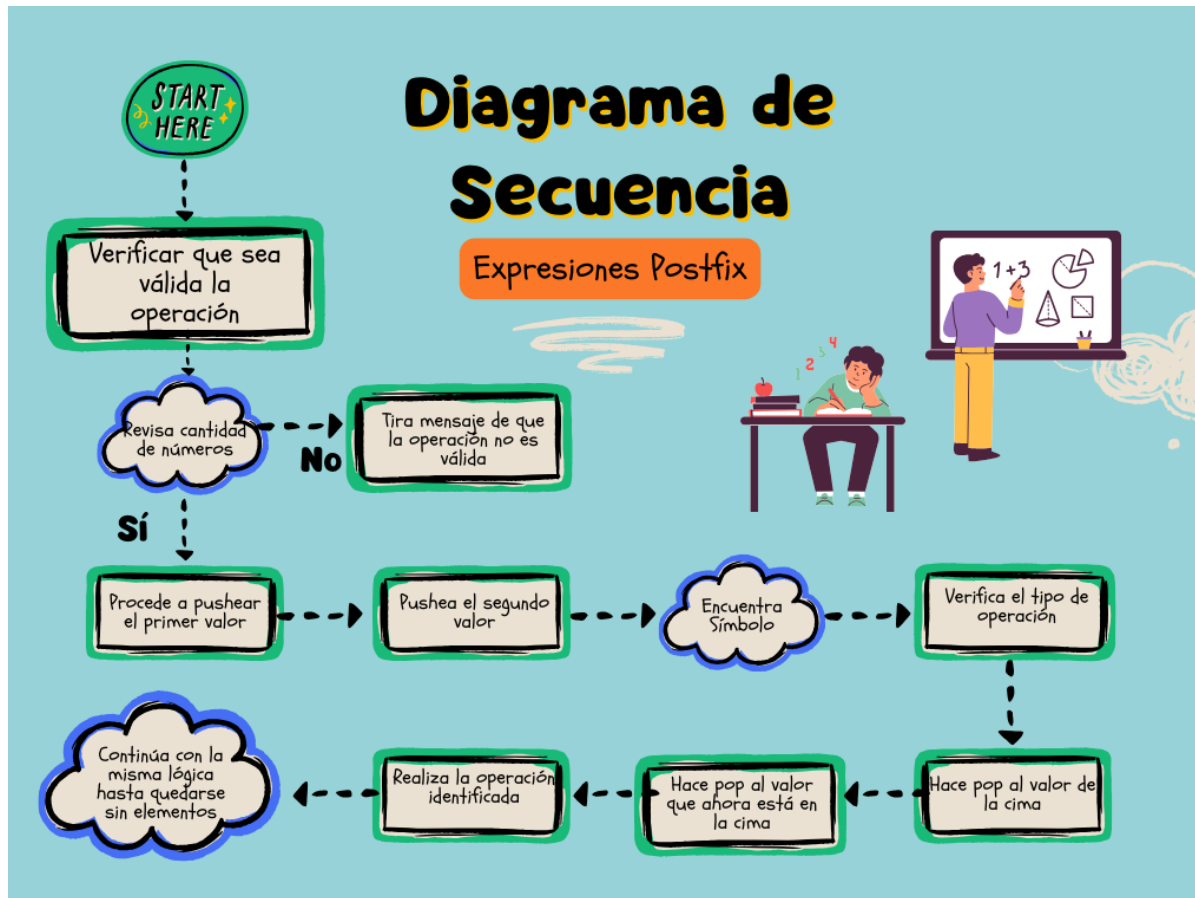 START
HERE
Diagrama de
Secuencia
Expresiones Postfix
Verificar que sea
válida la
operación
1+3
1 2 3 4
Revisa cantidad
de números
No
Tira mensaje de que
la operación no es
válida
Sí
Procede a pushear
el primer valor
Pushea el segundo
valor
Encuentra
Símbolo
Verifica el tipo de
operación
Hace pop al valor de
la cima
Hace pop al valor
que ahora está en
la cima
Realiza la operación
identificada
Continúa con la
misma lógica
hasta quedarse
sin elementos